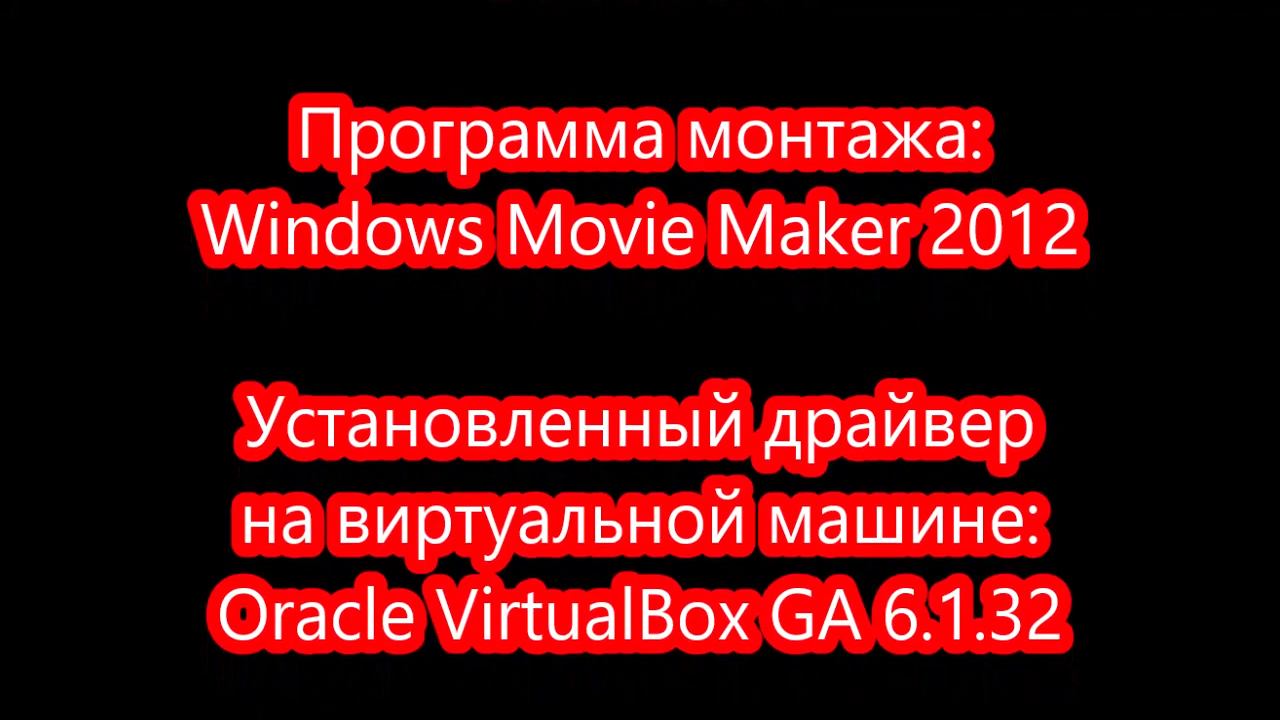 Программа монтажа:
Windows Movie Maker 2012
Установленный драйвер
на виртуальной машине:
Oracle VirtualBox GA 6.1.32